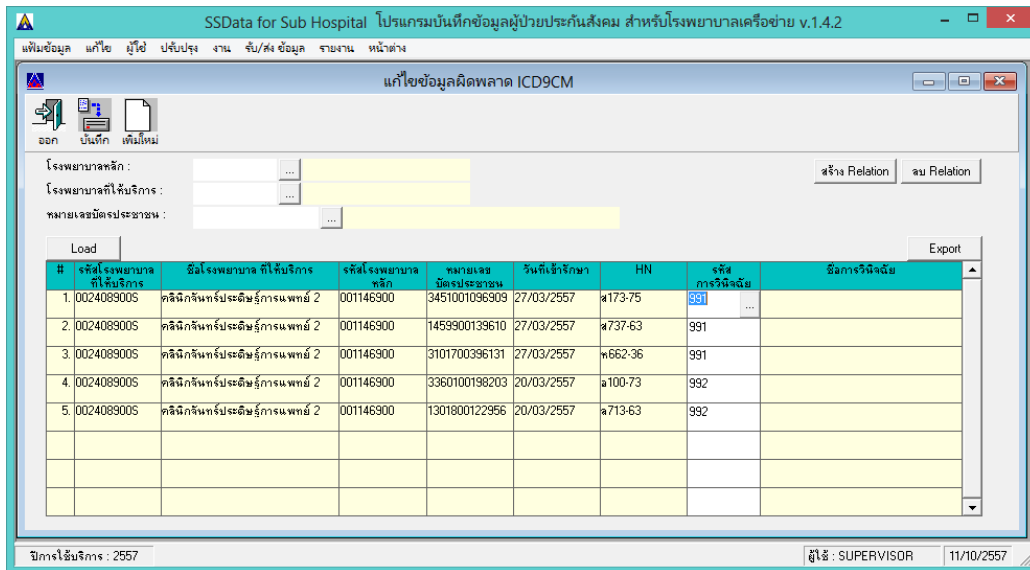 SSData for Sub Hospital โปรแกรมบันทึกข้อมูลผู้ป่วยประกันสังคม สำหรับโรงพยาบาลเครือข่าย v.1.4.2
แฟ้มข้อมูล แก้ไข ผู้ใช้ ปรับปรุง งาน รับ/ส่ง ข้อมูล รายงาน หน้าต่าง
แก้ไขข้อมูลผิดพลาด ICD9CM
ออก บันทึก เพิ่มใหม่
โรงพยาบาลหลัก : ...
สร้าง Relation ลบ Relation
โรงพยาบาลที่ให้บริการ : ...
หมายเลขบัตรประชาชน : ...
Load Export
# รหัสโรงพยาบาลที่ให้บริการ ชื่อโรงพยาบาล ที่ให้บริการ รหัสโรงพยาบาลหลัก หมายเลขบัตรประชาชน วันที่เข้ารักษา HN รหัสการวินิจฉัย ชื่อการวินิจฉัย
1. 002408900S คลินิกจันทร์ประดิษฐ์การแพทย์ 2 001146900 3451001096909 27/03/2557 ส173-75 991 ...
2. 002408900S คลินิกจันทร์ประดิษฐ์การแพทย์ 2 001146900 1459900139610 27/03/2557 ส737-63 991
3. 002408900S คลินิกจันทร์ประดิษฐ์การแพทย์ 2 001146900 3101700396131 27/03/2557 ท662-36 991
4. 002408900S คลินิกจันทร์ประดิษฐ์การแพทย์ 2 001146900 3360100198203 20/03/2557 อ100-73 992
5. 002408900S คลินิกจันทร์ประดิษฐ์การแพทย์ 2 001146900 1301800122956 20/03/2557 ส713-63 992
ปีการใช้บริการ : 2557 ผู้ใช้ : SUPERVISOR 11/10/2557